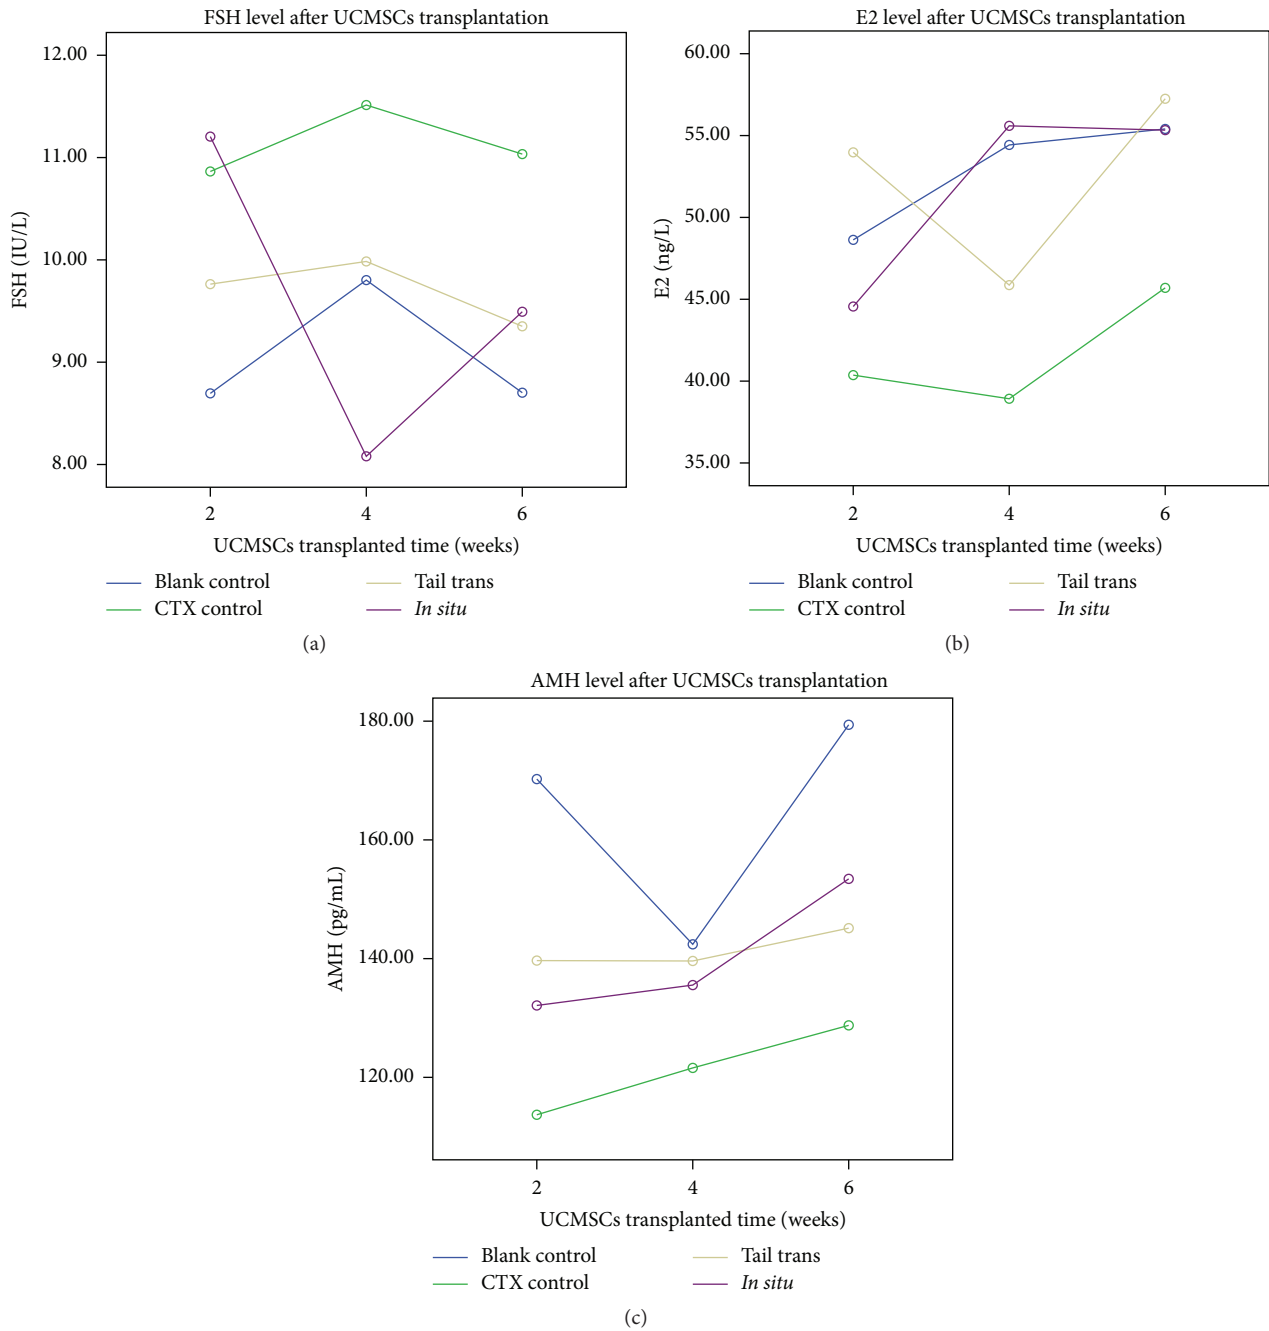 FSH level after UCMSCs transplantation
12.00
11.00
10.00
9.00
8.00
FSH (IU/L)
2 4 6
UCMSCs transplanted time (weeks)
Blank control Tail trans
CTX control In situ
(a)
E2 level after UCMSCs transplantation
60.00
55.00
50.00
45.00
40.00
35.00
E2 (ng/L)
2 4 6
UCMSCs transplanted time (weeks)
Blank control Tail trans
CTX control In situ
(b)
AMH level after UCMSCs transplantation
180.00
160.00
140.00
120.00
AMH (pg/mL)
2 4 6
UCMSCs transplanted time (weeks)
Blank control Tail trans
CTX control In situ
(c)